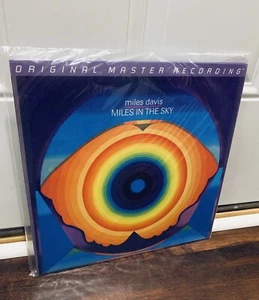 ORIGINAL MASTER RECORDING
miles davis
MILES IN THE SKY